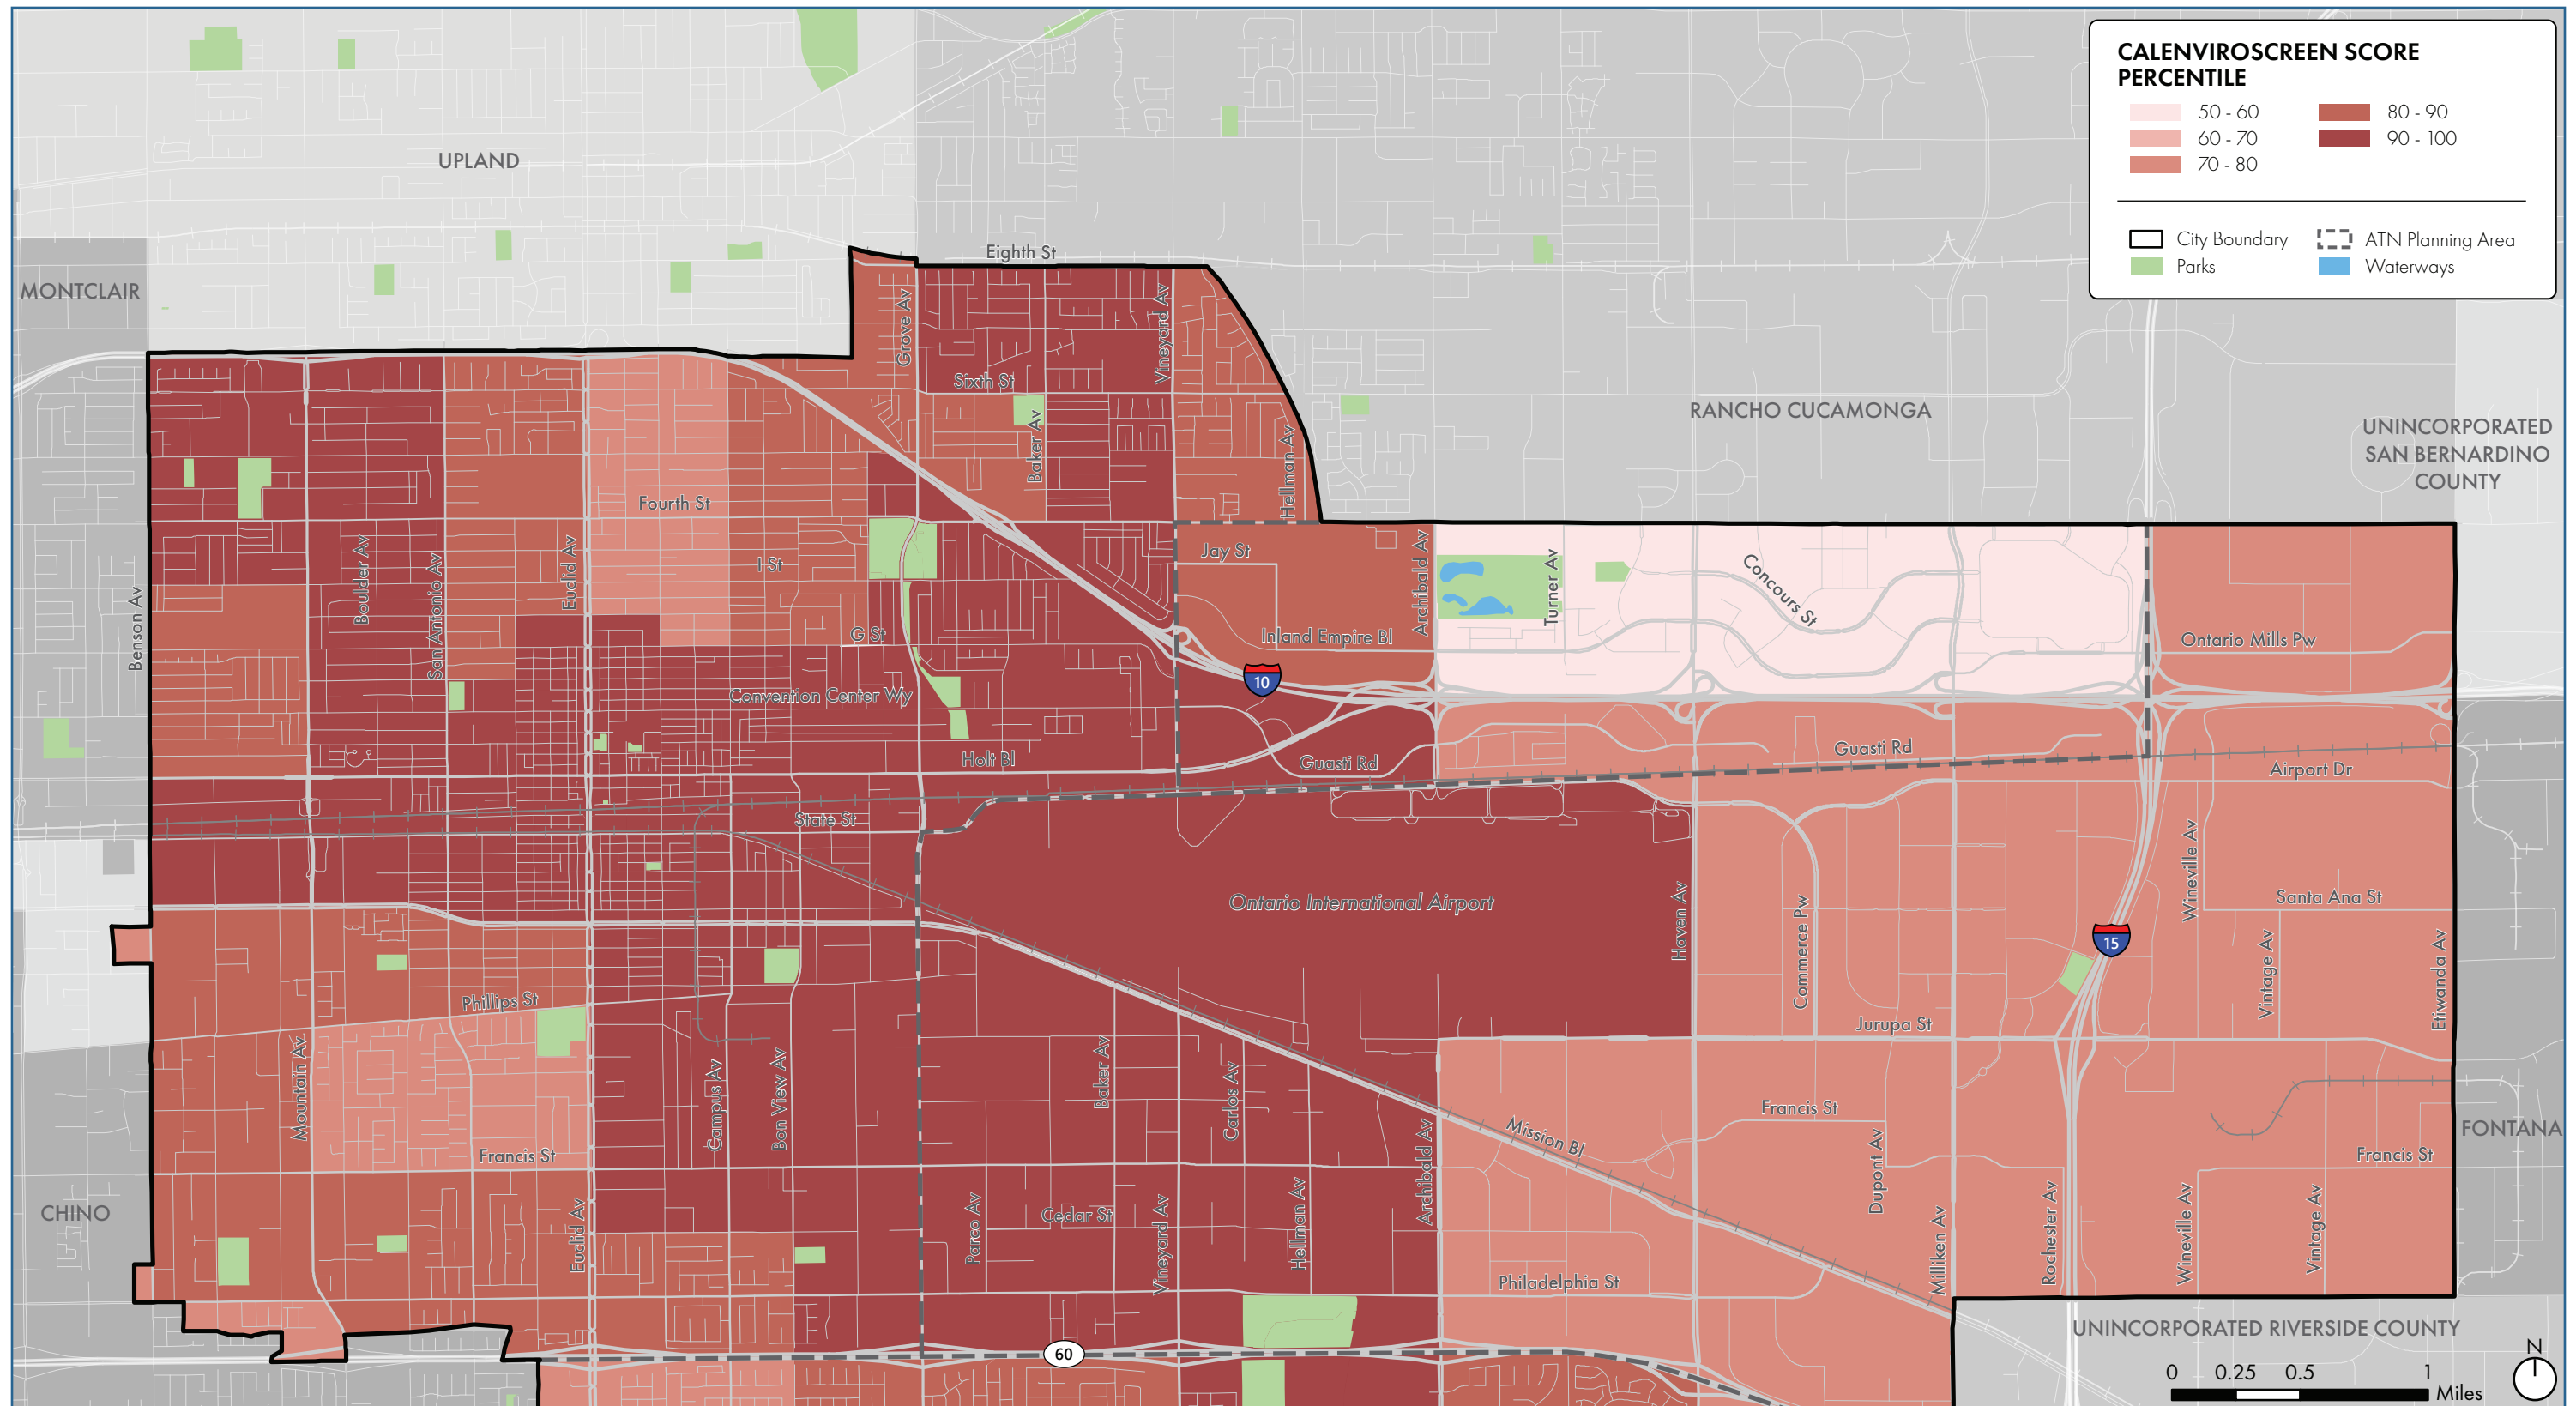 CALENVIROSCREEN SCORE
PERCENTILE
50 - 60
80 - 90
60 - 70
90 - 100
70 - 80
City Boundary
ATN Planning Area
Parks
Waterways
UPLAND
MONTCLAIR
Eighth St
Grove Av
Vineyard Av
Sixth St
Baker Av
Hellman Av
RANCHO CUCAMONGA
UNINCORPORATED
SAN BERNARDINO
COUNTY
Fourth St
Benson Av
Boulder Av
San Antonio Av
Euclid Av
I St
Jay St
Archibald Av
Turner Av
Concours St
G St
Inland Empire Bl
Ontario Mills Pw
10
Convention Center Wy
Holt Bl
Guasti Rd
Guasti Rd
Airport Dr
State St
Ontario International Airport
Haven Av
Commerce Pw
Wineville Av
Santa Ana St
15
Vintage Av
Etiwanda Av
Phillips St
Jurupa St
Mountain Av
Campus Av
Bon View Av
Baker Av
Carlos Av
Francis St
Mission Bl
FONTANA
Francis St
Archibald Av
Dupont Av
Francis St
CHINO
Euclid Av
Parco Av
Cedar St
Vineyard Av
Hellman Av
Philadelphia St
Milliken Av
Rochester Av
Wineville Av
Vintage Av
60
UNINCORPORATED RIVERSIDE COUNTY
N
0 0.25 0.5 1
Miles